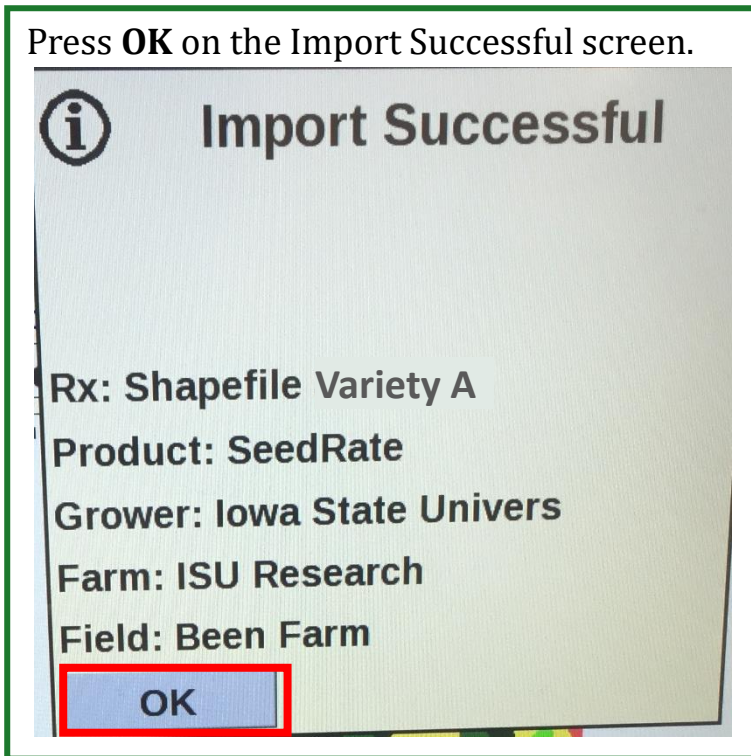 Press OK on the Import Successful screen.
Import Successful
Rx: Shapefile Variety A
Product: SeedRate
Grower: Iowa State Univers
Farm: ISU Research
Field: Been Farm
OK